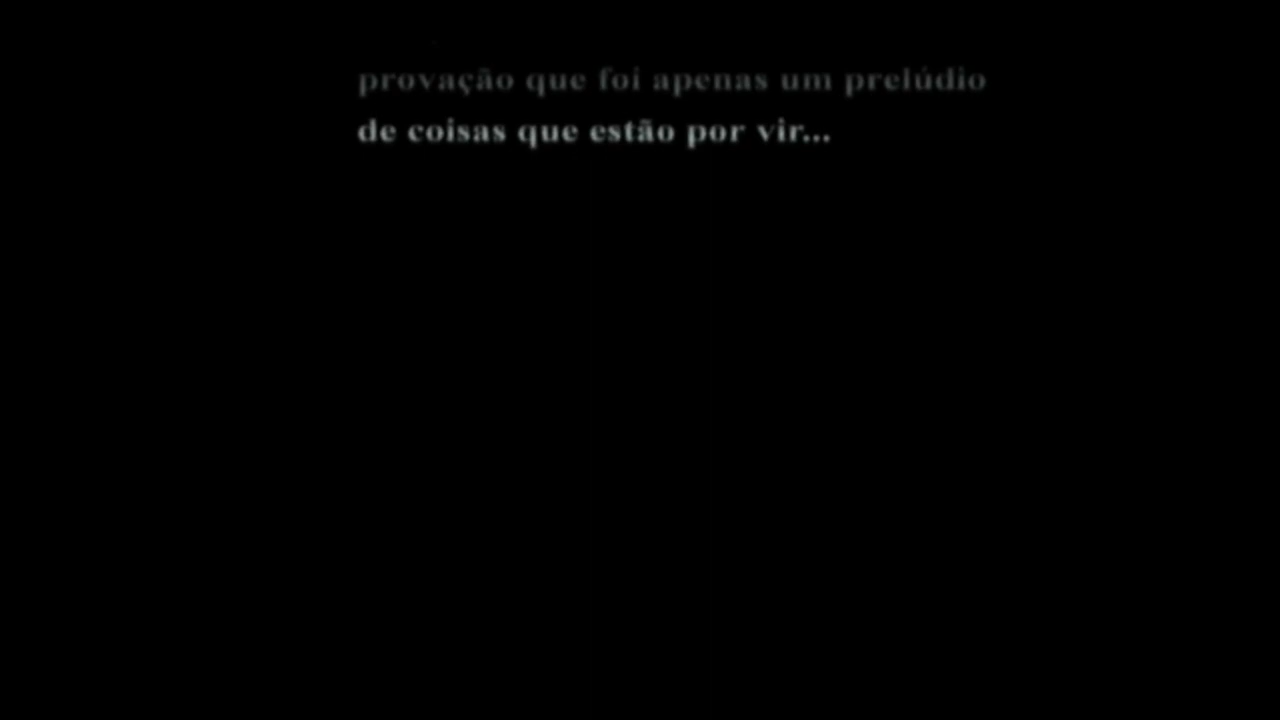 provação que foi apenas um prelúdio
de coisas que estão por vir...